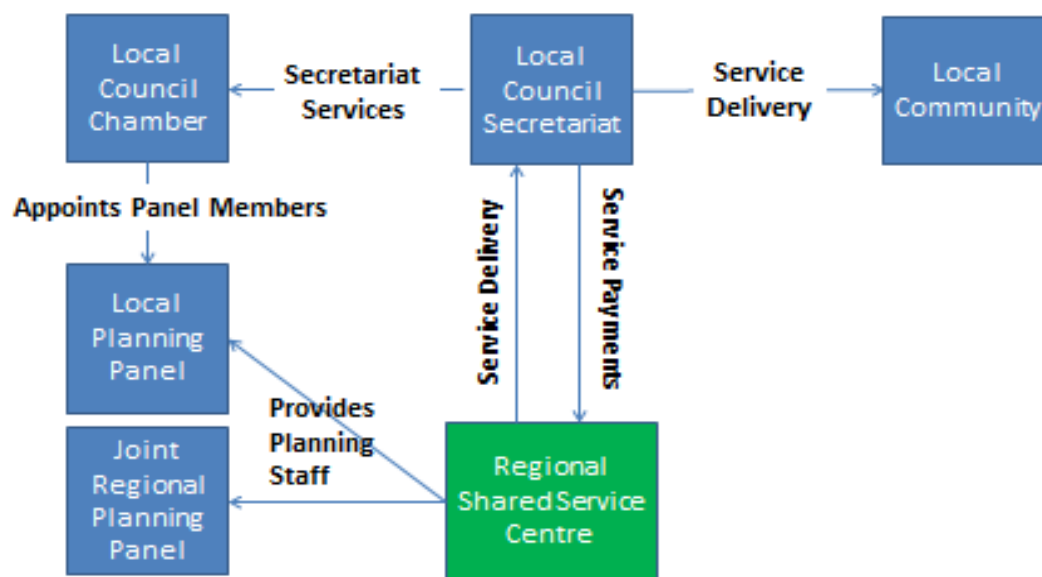 Local
Council
Chamber
Secretariat
Services
Local
Council
Secretariat
Service
Delivery
Local
Community
Appoints Panel Members
Service Delivery
Service Payments
Local
Planning
Panel
Provides
Planning
Staff
Joint
Regional
Planning
Panel
Regional
Shared Service
Centre